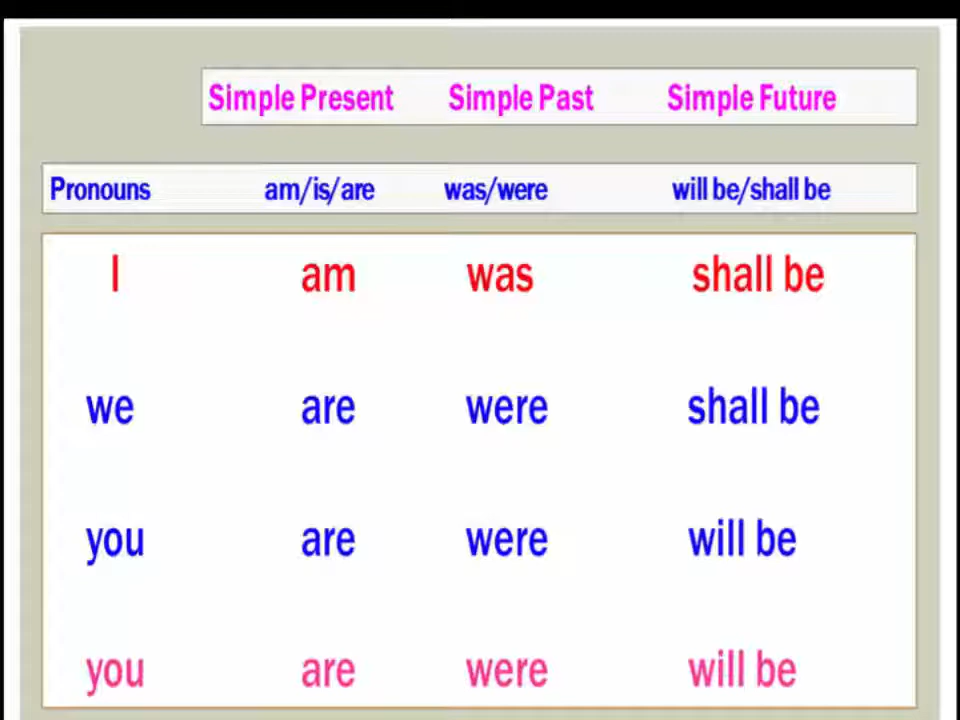 Simple Present Simple Past Simple Future
Pronouns am/is/are was/were will be/shall be
I am was shall be
we are were shall be
you are were will be
you are were will be